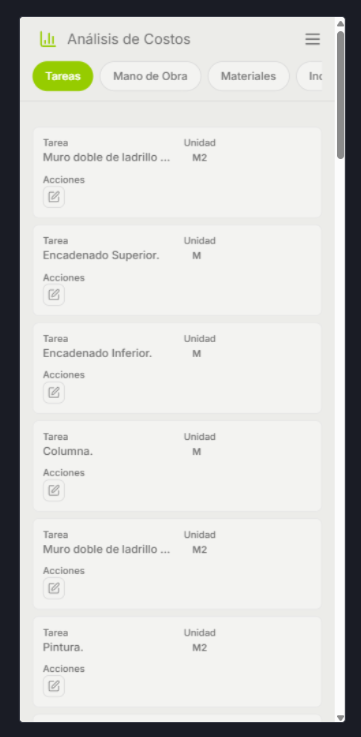 Análisis de Costos
Tareas Mano de Obra Materiales
Tarea Unidad
Muro doble de ladrillo ... M2
Acciones
Tarea Unidad
Encadenado Superior. M
Acciones
Tarea Unidad
Encadenado Inferior. M
Acciones
Tarea Unidad
Columna. M
Acciones
Tarea Unidad
Muro doble de ladrillo ... M2
Acciones
Tarea Unidad
Pintura. M2
Acciones